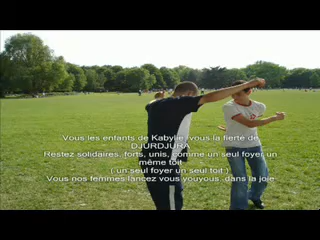 Vous les enfants de Kabylie ,vous la fierte de
DJURDJURA
Restez solidaires, forts, unis, comme un seul foyer un
même toit
( un seul foyer un seul toit )
Vous nos femmes lancez vous youyous ,dans la joie